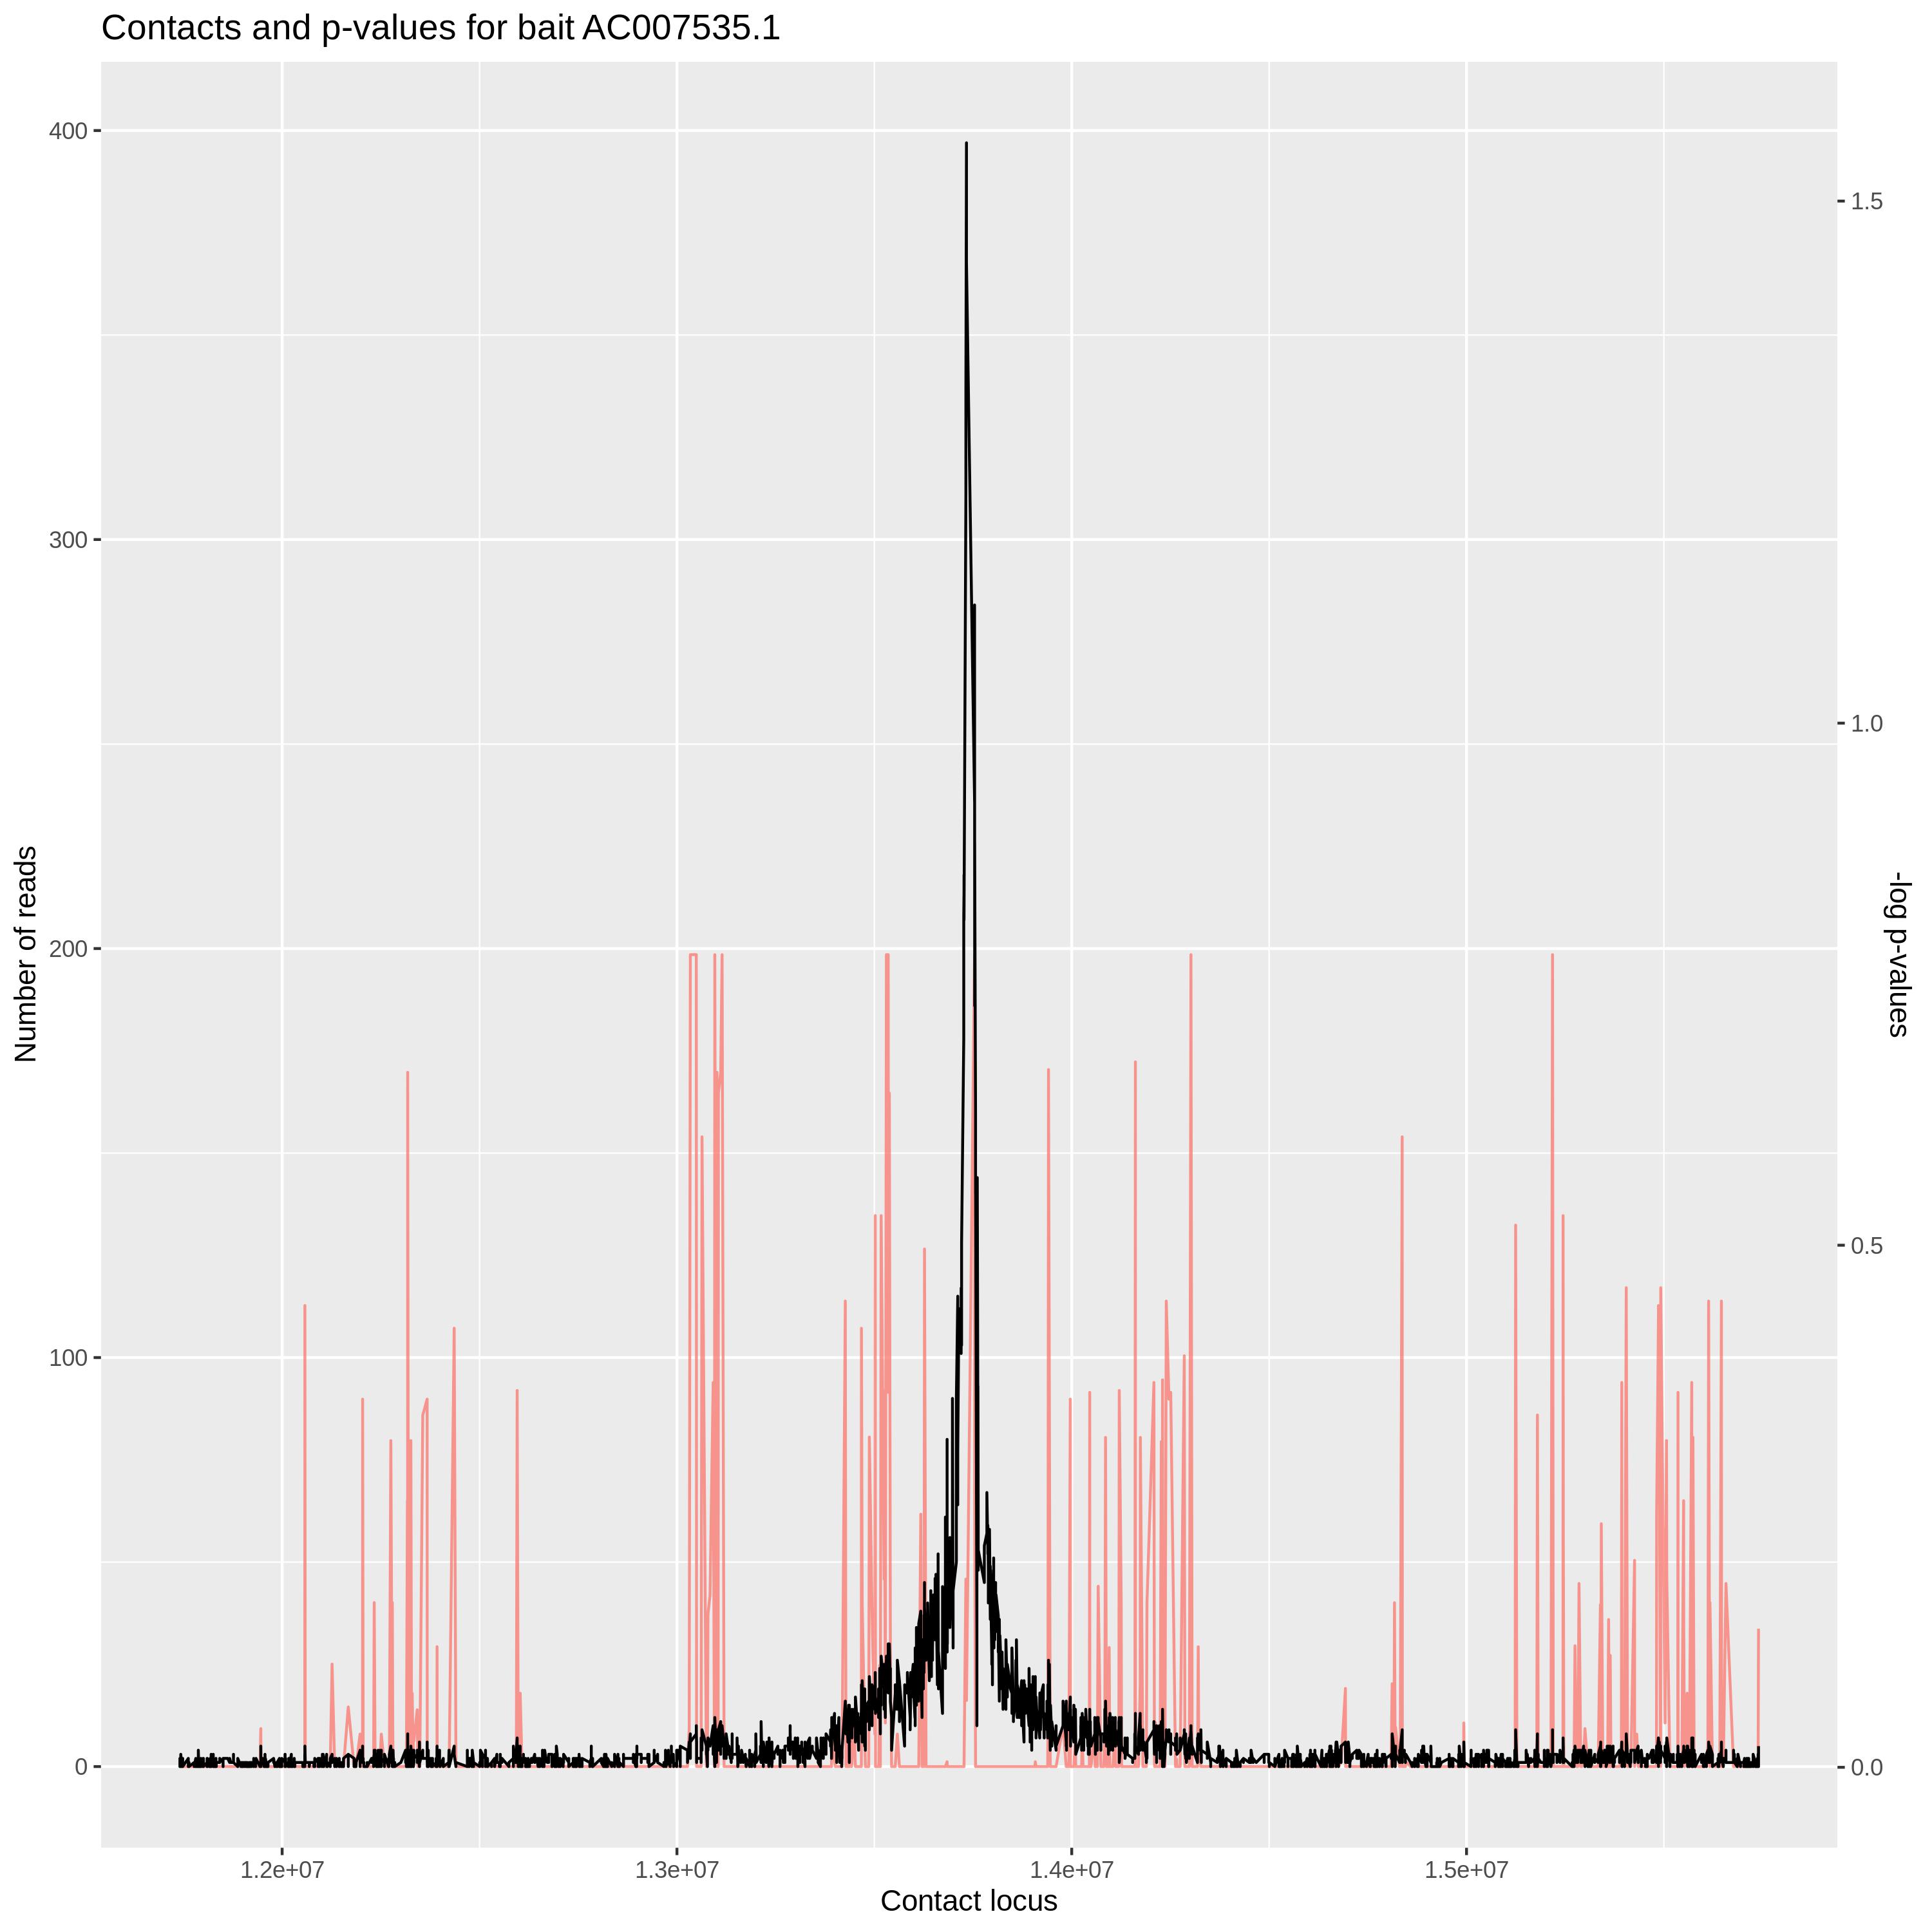 Contacts and p-values for bait AC007535.1
400
300
200
100
0
Number of reads
1.5
1.0
0.5
0.0
-log p-values
1.2e+07
1.3e+07
1.4e+07
1.5e+07
Contact locus